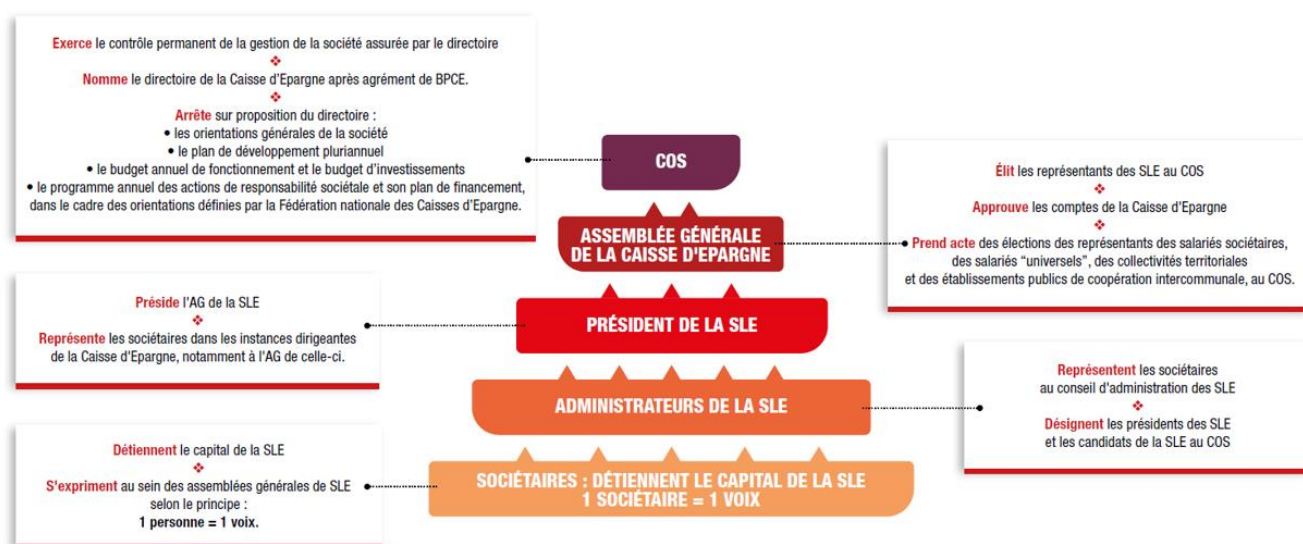 Exerce le contrôle permanent de la gestion de la société assurée par le directoire
Nomme le directoire de la Caisse d'Epargne après agrément de BPCE.
Arrête sur proposition du directoire :
• les orientations générales de la société
• le plan de développement pluriannuel
• le budget annuel de fonctionnement et le budget d'investissements
• le programme annuel des actions de responsabilité sociétale et son plan de financement,
dans le cadre des orientations définies par la Fédération nationale des Caisses d'Epargne.
COS
Élit les représentants des SLE au COS
Approuve les comptes de la Caisse d'Epargne
Prend acte des élections des représentants des salariés sociétaires,
des salariés “universels”, des collectivités territoriales
et des établissements publics de coopération intercommunale, au COS.
ASSEMBLÉE GÉNÉRALE
DE LA CAISSE D'EPARGNE
Préside l'AG de la SLE
Représente les sociétaires dans les instances dirigeantes
de la Caisse d'Epargne, notamment à l'AG de celle-ci.
PRÉSIDENT DE LA SLE
Représentent les sociétaires
au conseil d'administration des SLE
Désignent les présidents des SLE
et les candidats de la SLE au COS
ADMINISTRATEURS DE LA SLE
Détiennent le capital de la SLE
S'expriment au sein des assemblées générales de SLE
selon le principe :
1 personne = 1 voix.
SOCIÉTAIRES : DÉTIENNENT LE CAPITAL DE LA SLE
1 SOCIÉTAIRE = 1 VOIX